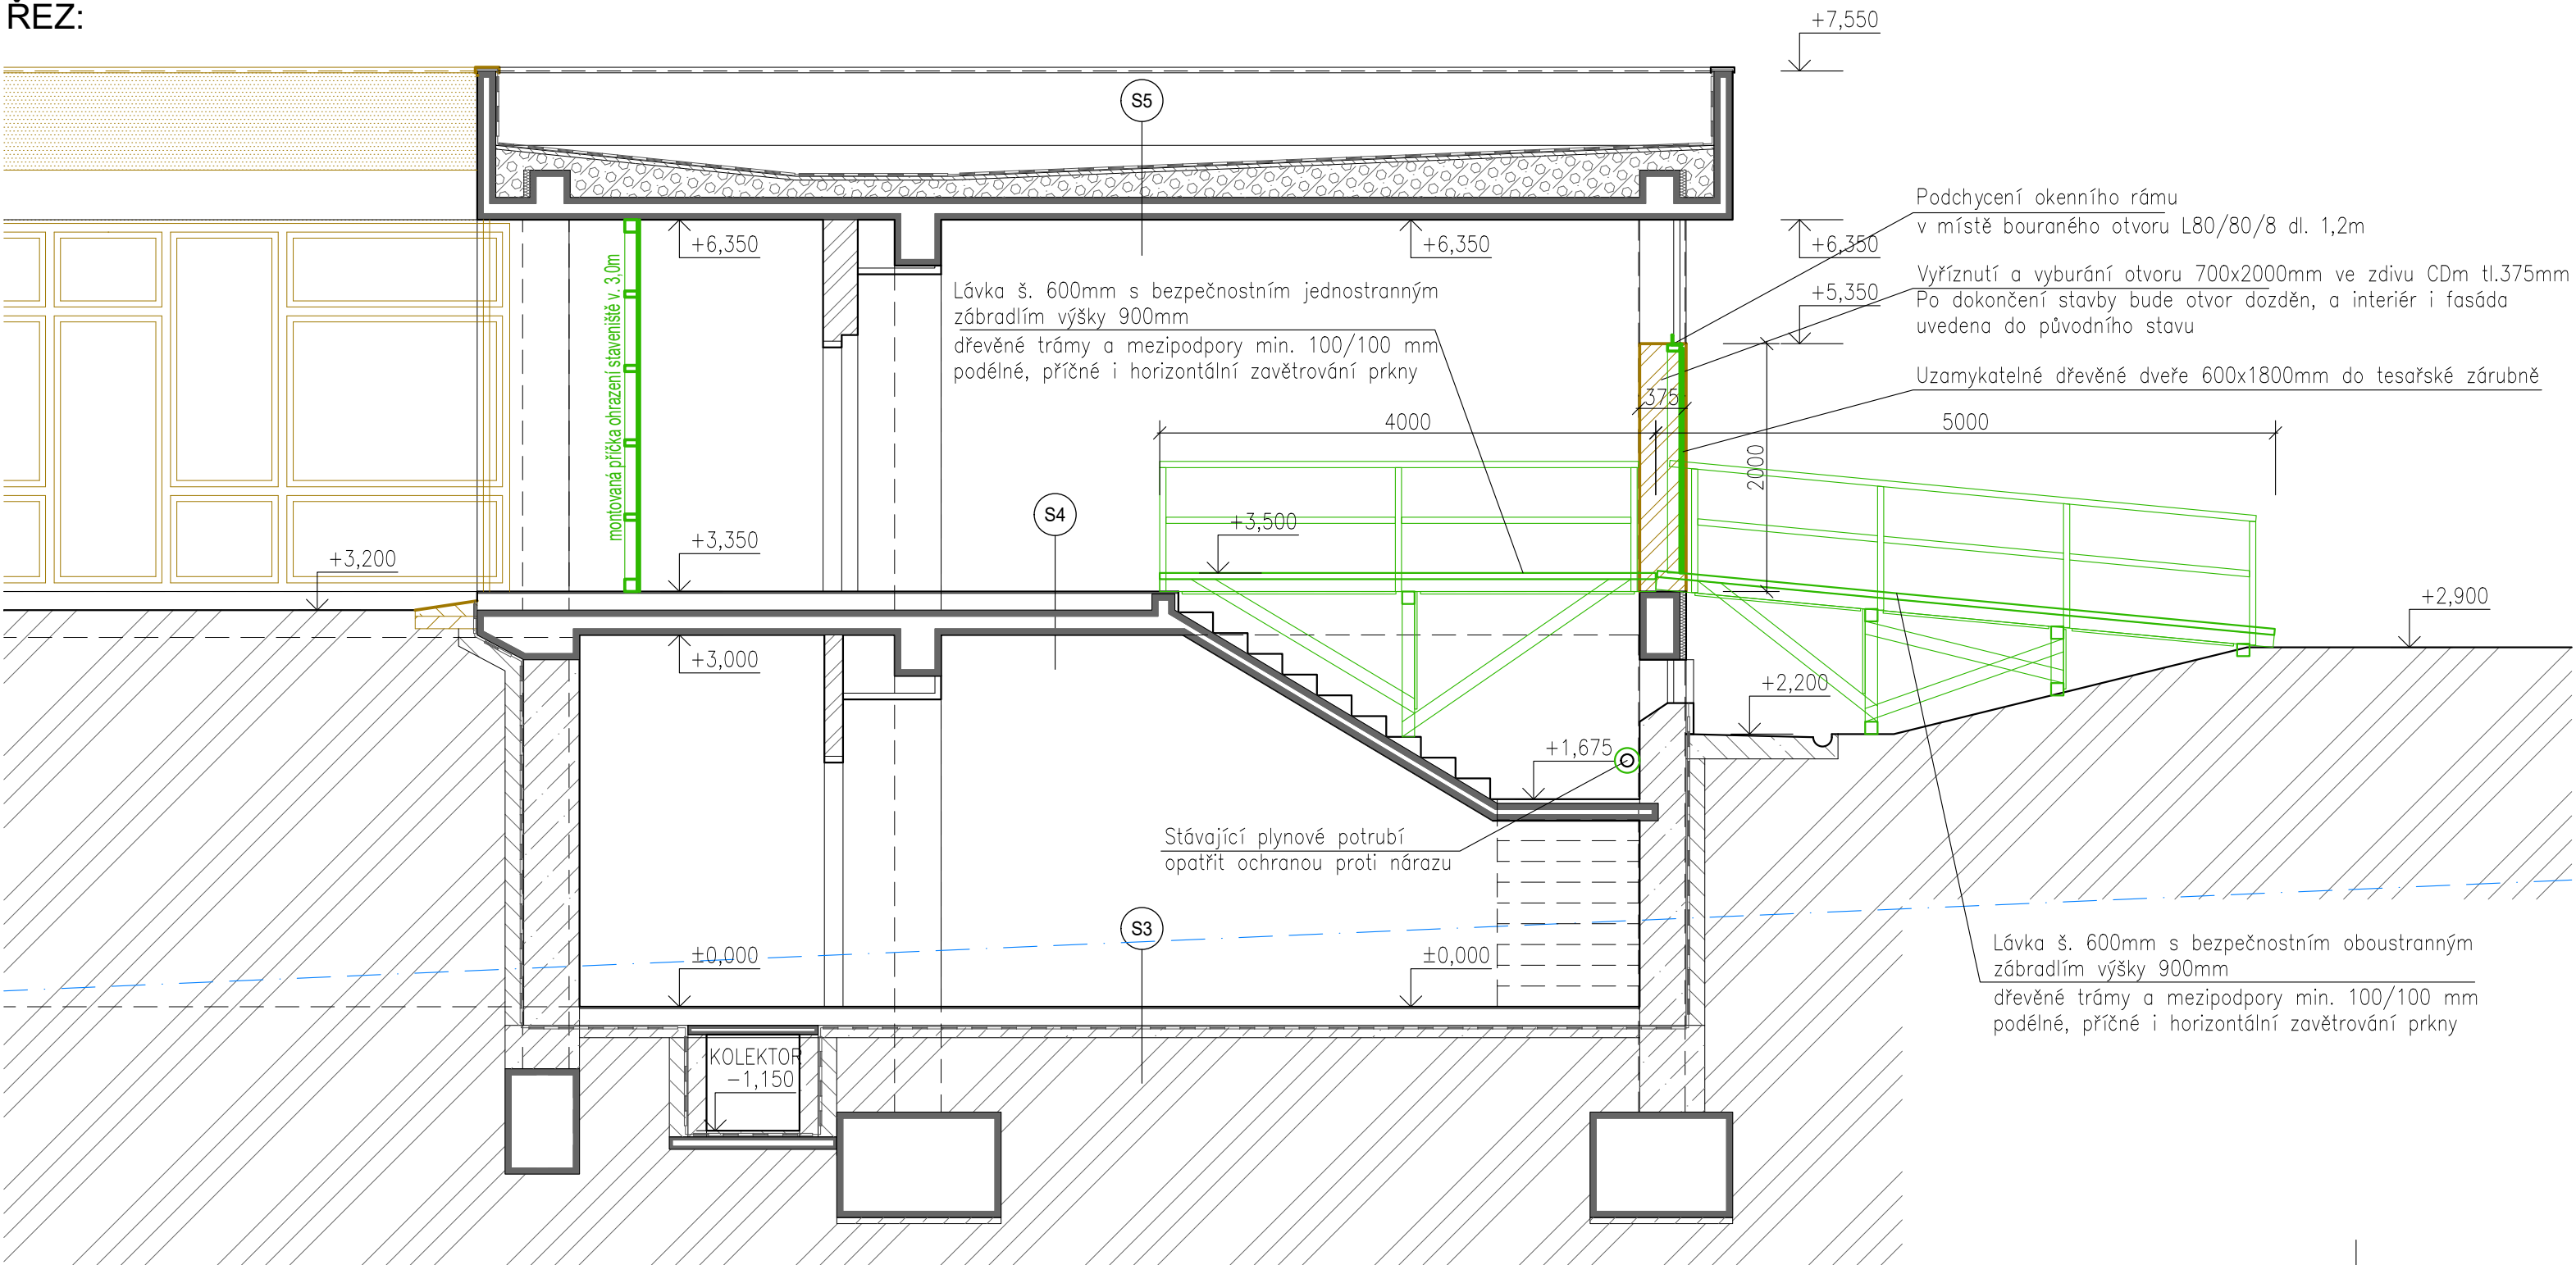 ŘEZ:
+7,550
S5
Podchycení okenního rámu
v místě bouraného otvoru L80/80/8 dl. 1,2m
+6,350
+6,350
+6,350
montovaná příčka ohrazení staveniště v. 3,0m
Vyříznutí a vyburání otvoru 700x2000mm ve zdivu CDm tl.375mm
Po dokončení stavby bude otvor dozděn, a interiér i fasáda
uvedena do původního stavu
+5,350
Lávka š. 600mm s bezpečnostním jednostranným
zábradlím výšky 900mm
dřevěné trámy a mezipodpory min. 100/100 mm
podélné, příčné i horizontální zavětrování prkny
Uzamykatelné dřevěné dveře 600x1800mm do tesařské zárubně
375
4000
5000
2000
S4
+3,500
+3,350
+3,200
+2,900
+3,000
+2,200
+1,675
Stávající plynové potrubí
opatřit ochranou proti nárazu
S3
±0,000
±0,000
Lávka š. 600mm s bezpečnostním oboustranným
zábradlím výšky 900mm
dřevěné trámy a mezipodpory min. 100/100 mm
podélné, příčné i horizontální zavětrování prkny
KOLEKTOR
-1,150